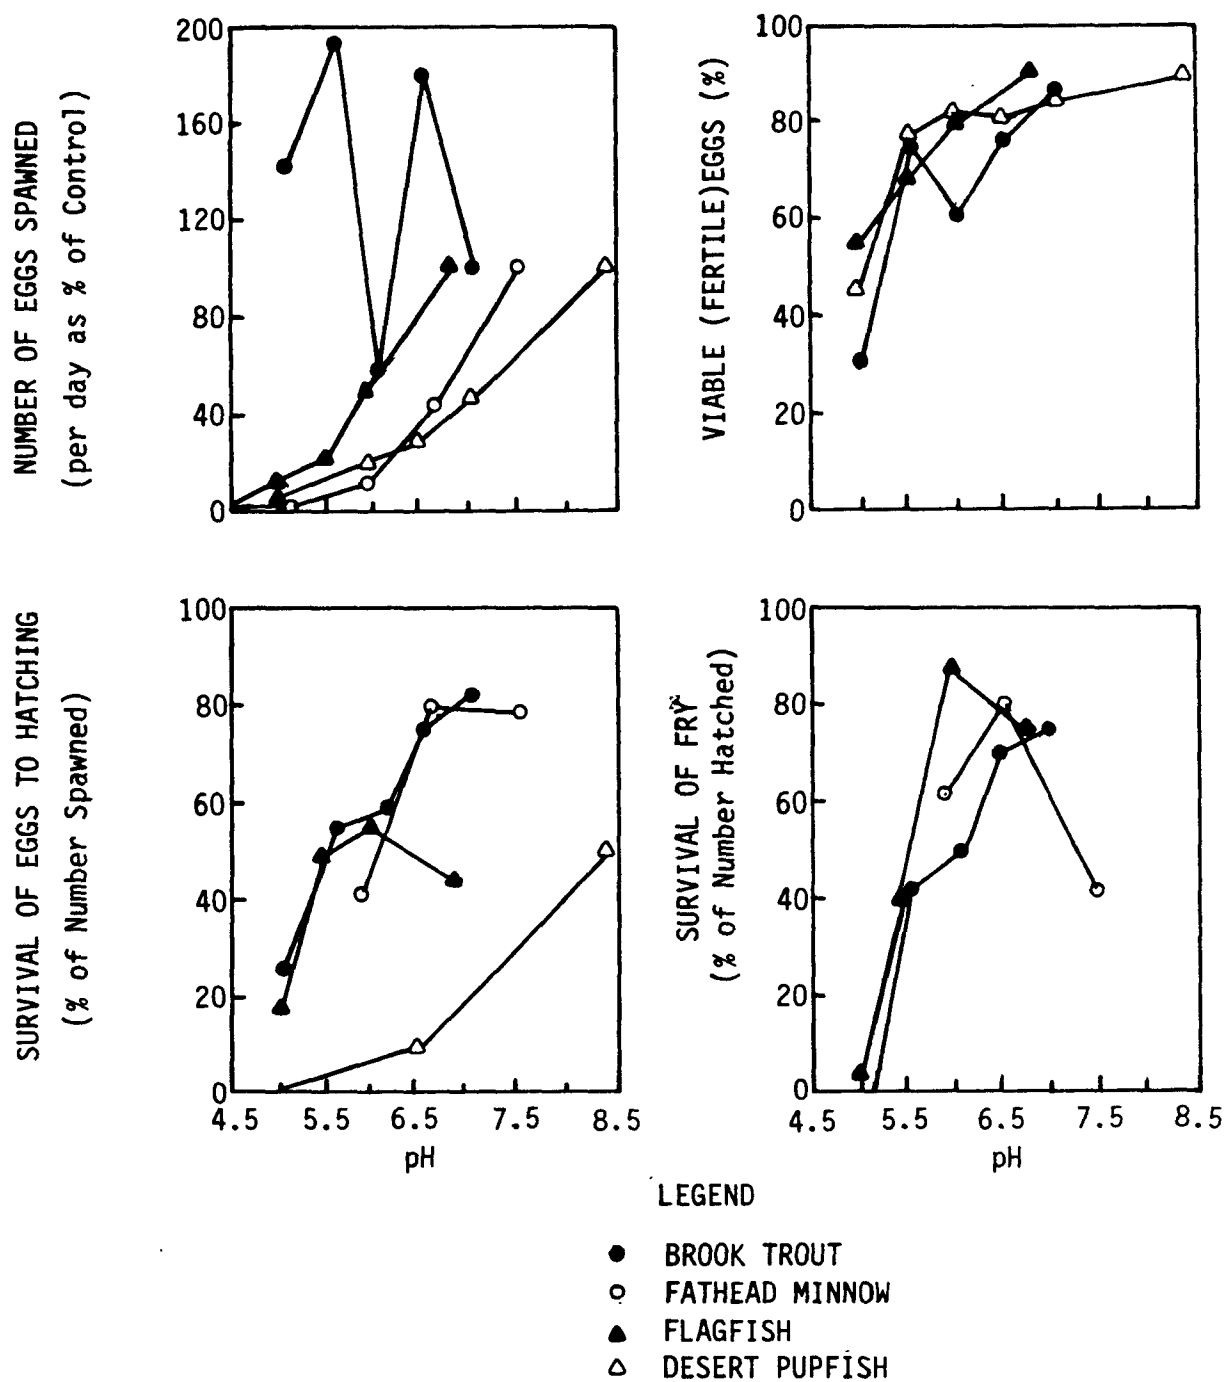 NUMBER OF EGGS SPAWNED
(per day as % of Control)
200
160
120
80
40
0
VIABLE (FERTILE)EGGS (%)
100
80
60
40
20
0
SURVIVAL OF EGGS TO HATCHING
(% of Number Spawned)
100
80
60
40
20
0
4.5 5.5 6.5 7.5 8.5
pH
SURVIVAL OF FRY
(% of Number Hatched)
100
80
60
40
20
0
4.5 5.5 6.5 7.5 8.5
pH
LEGEND
BROOK TROUT
FATHEAD MINNOW
FLAGFISH
DESERT PUPFISH